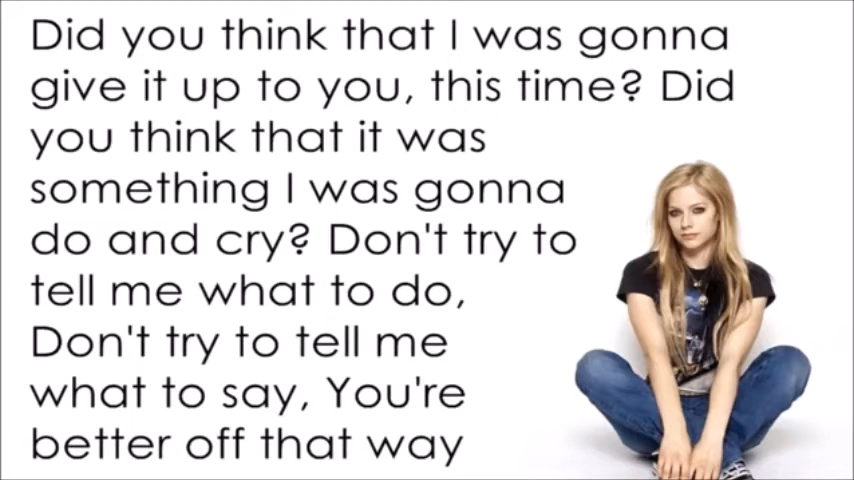 Did you think that I was gonna
give it up to you, this time? Did
you think that it was
something I was gonna
do and cry? Don't try to
tell me what to do,
Don't try to tell me
what to say, You're
better off that way